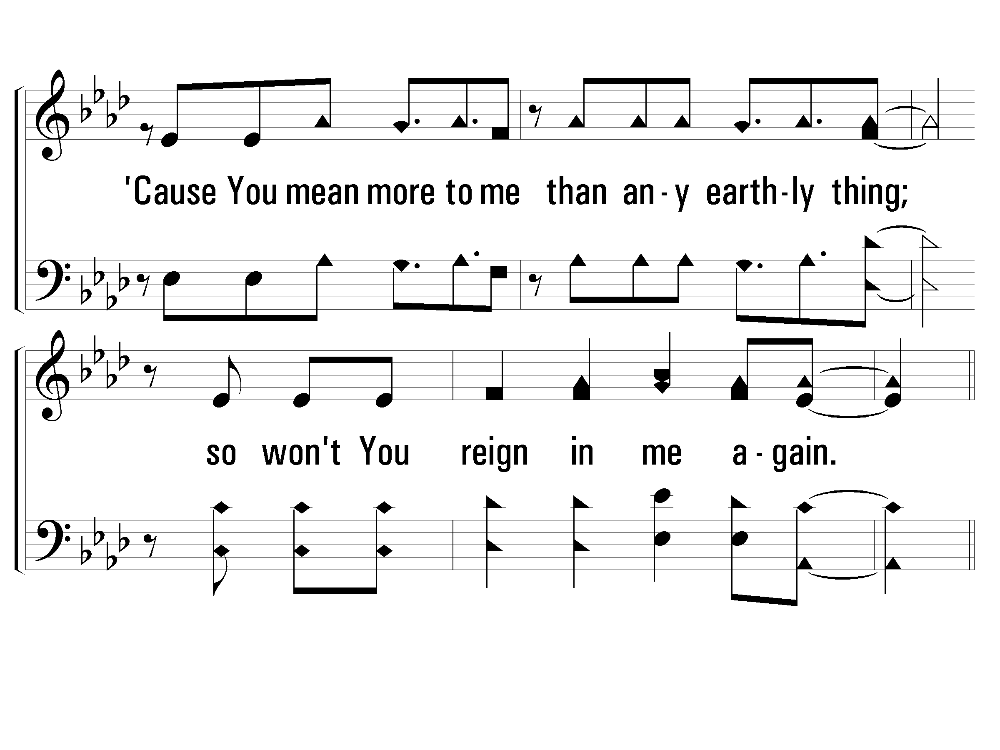 'Cause You mean more to me than an - y earth - ly thing;
so won't You reign in me a - gain.